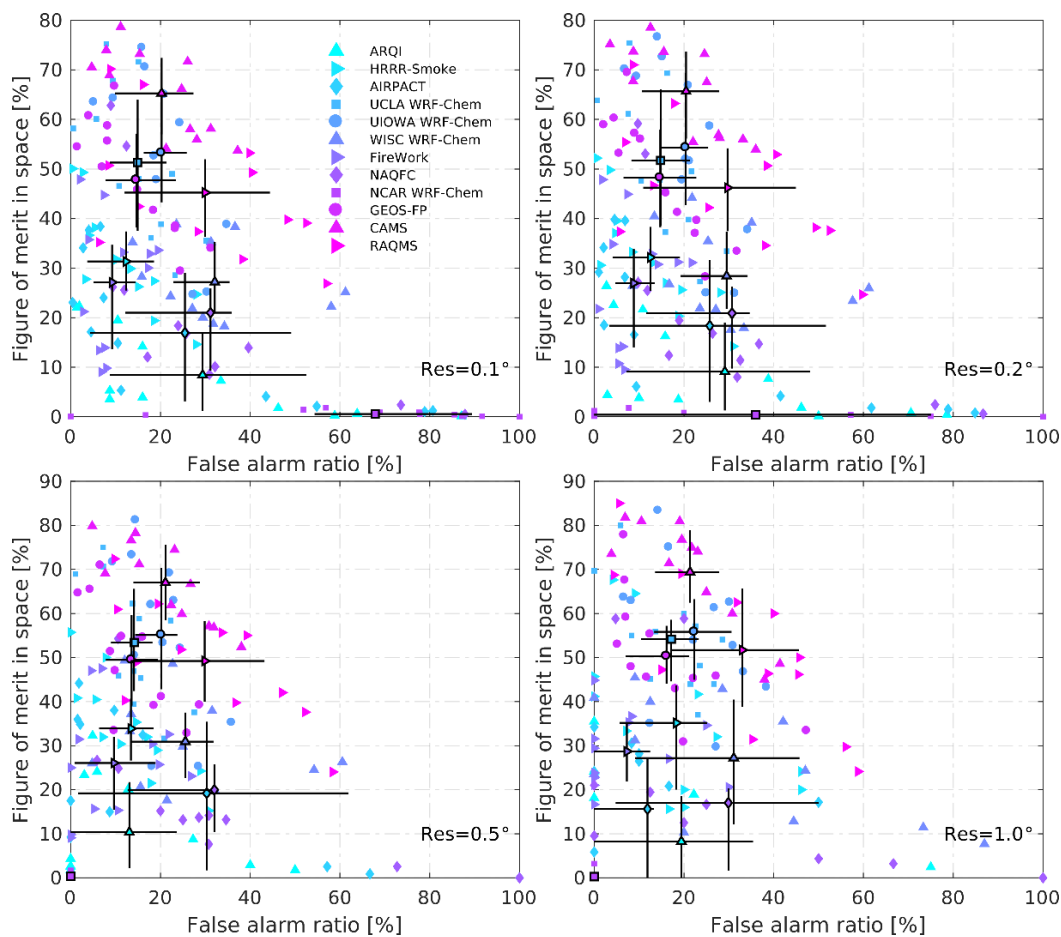 80
70
60
50
40
30
20
10
0
Figure of merit in space [%]
0 20 40 60 80 100
False alarm ratio [%]
ARQI
HRRR-Smoke
AIRPACT
UCLA WRF-Chem
UIOWA WRF-Chem
WISC WRF-Chem
FireWork
NAQFC
NCAR WRF-Chem
GEOS-FP
CAMS
RAQMS
Res=0.1°
80
70
60
50
40
30
20
10
0
Figure of merit in space [%]
0 20 40 60 80 100
False alarm ratio [%]
Res=0.2°
90
80
70
60
50
40
30
20
10
0
Figure of merit in space [%]
0 20 40 60 80 100
False alarm ratio [%]
Res=0.5°
90
80
70
60
50
40
30
20
10
0
Figure of merit in space [%]
0 20 40 60 80 100
False alarm ratio [%]
Res=1.0°